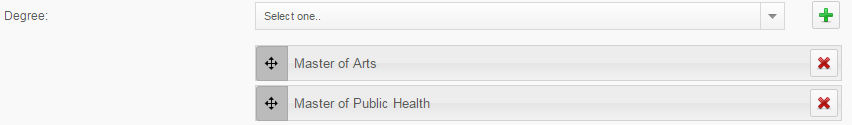 Degree:
Select one..
Master of Arts
Master of Public Health